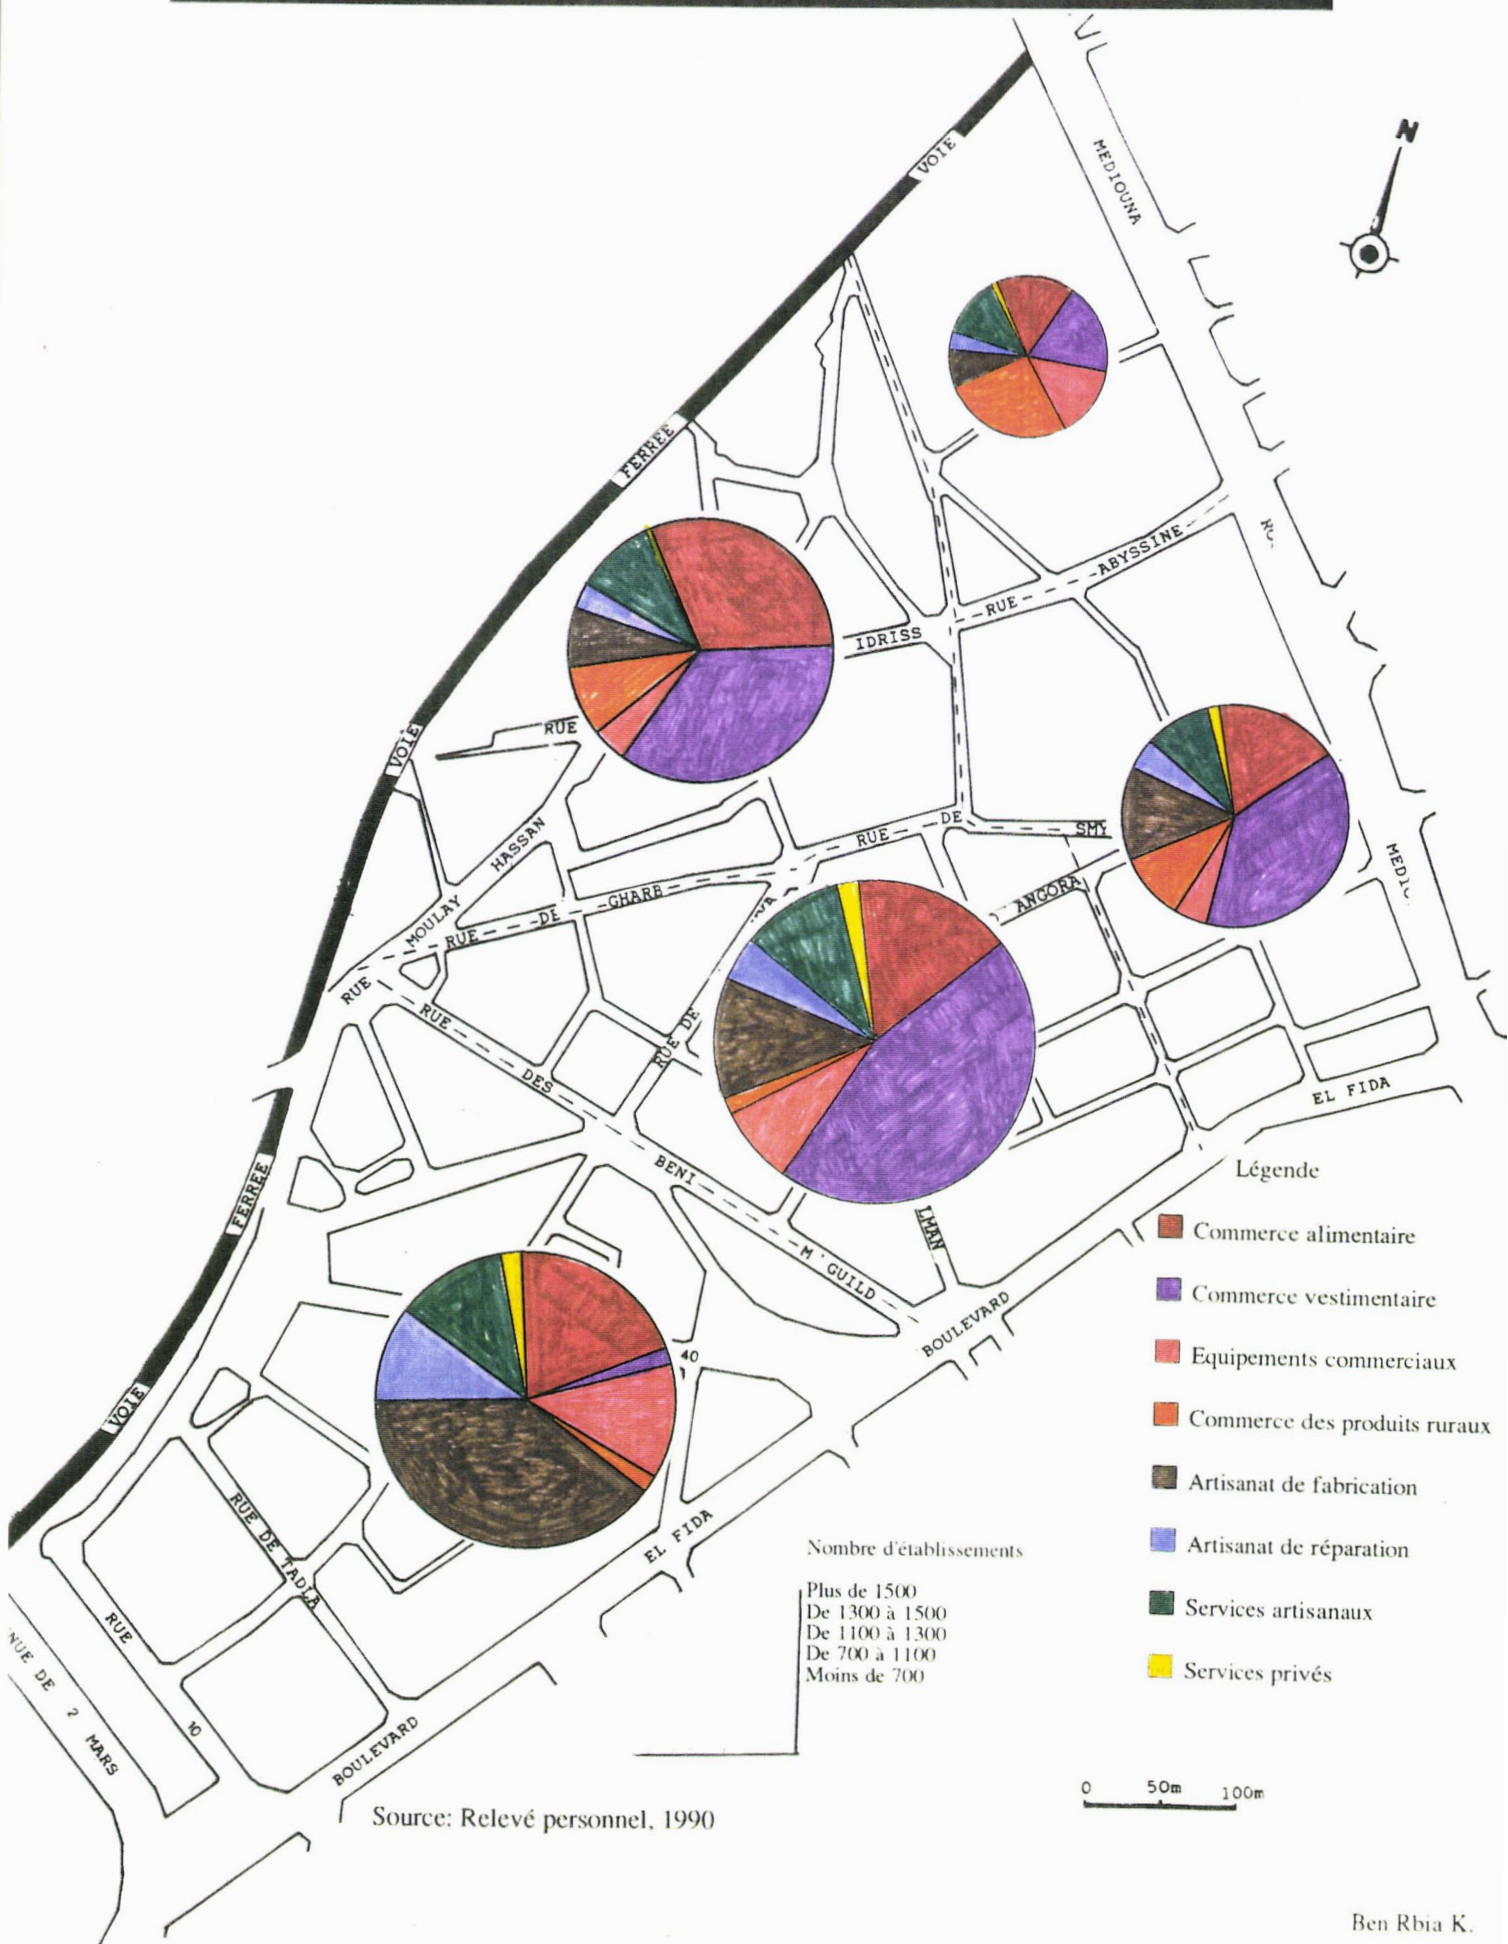 N
VOIE
MEDIOUNA
FERREE
RUE
ABYSSINE
IDRISS
RUE
VOIE
MOULAY HASSAN
RUE DE
RUE DE GHARB
ANGORA
RUE
RUE DES BENI M'GUILD
RUE DE
EL FIDA
FERREE
BOULEVARD
40
VOIE
RUE DE TADLA
EL FIDA
RUE 10
DE 2 MARS
BOULEVARD
Légende
Commerce alimentaire
Commerce vestimentaire
Equipements commerciaux
Commerce des produits ruraux
Artisanat de fabrication
Artisanat de réparation
Services artisanaux
Services privés
Nombre d'établissements
Plus de 1500
De 1300 à 1500
De 1100 à 1300
De 700 à 1100
Moins de 700
0 50m 100m
Source: Relevé personnel, 1990
Ben Rbia K.